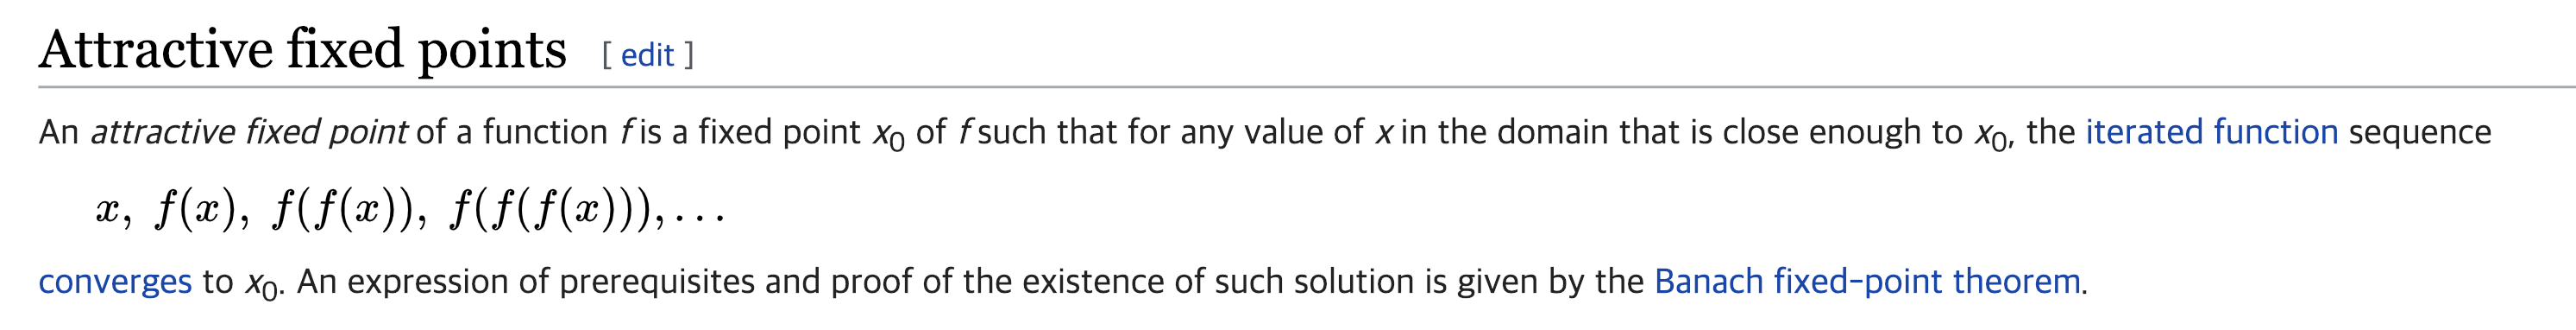 Attractive fixed points [ edit ]
An attractive fixed point of a function f is a fixed point x₀ of f such that for any value of x in the domain that is close enough to x₀, the iterated function sequence
x, f(x), f(f(x)), f(f(f(x))), . . .
converges to x₀. An expression of prerequisites and proof of the existence of such solution is given by the Banach fixed-point theorem.